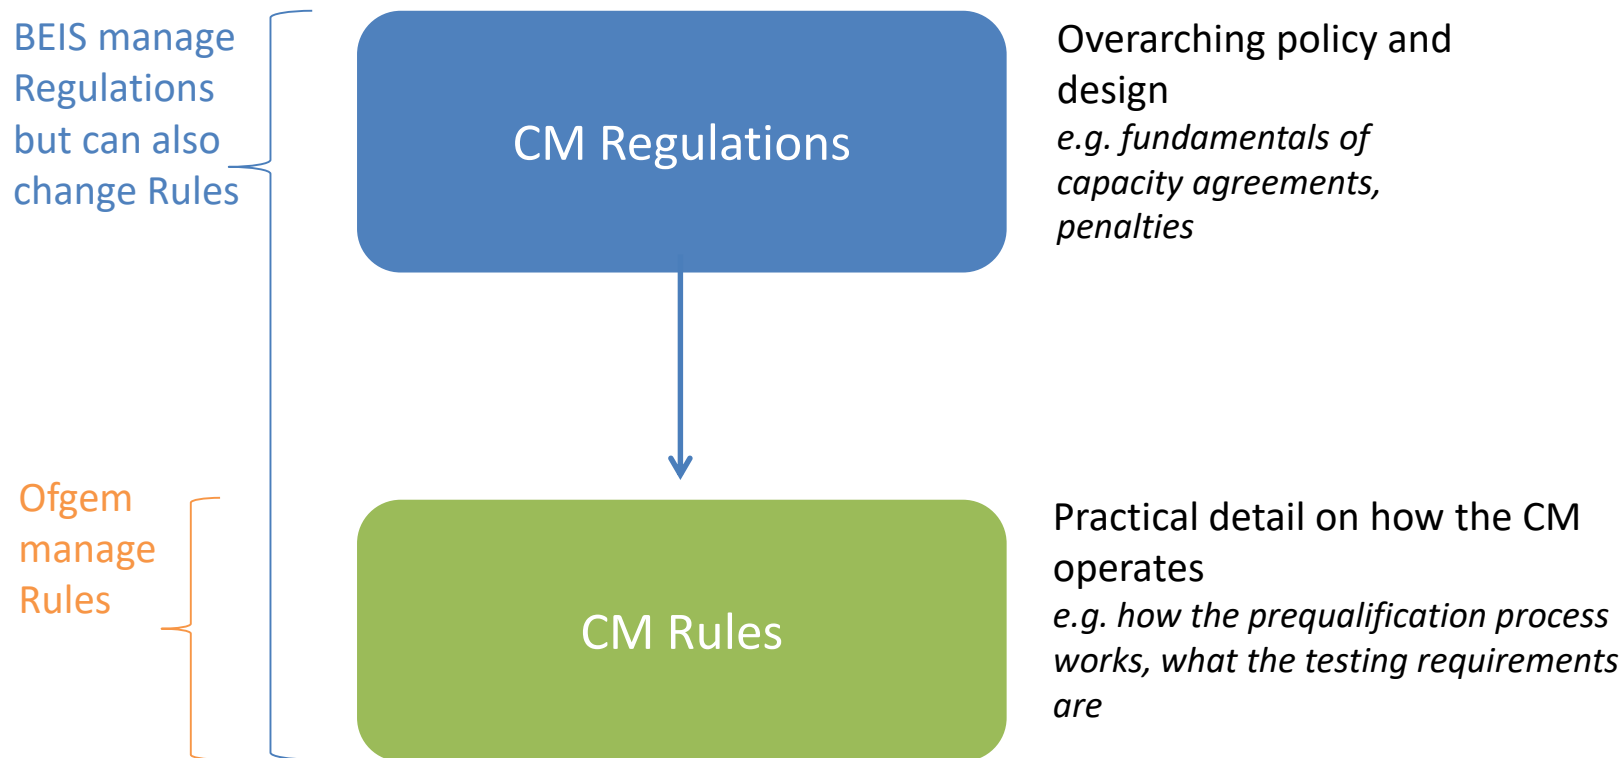 BEIS manage
Regulations
but can also
change Rules
CM Regulations
Overarching policy and
design
e.g. fundamentals of
capacity agreements,
penalties
Ofgem
manage
Rules
CM Rules
Practical detail on how the CM
operates
e.g. how the prequalification process
works, what the testing requirements
are